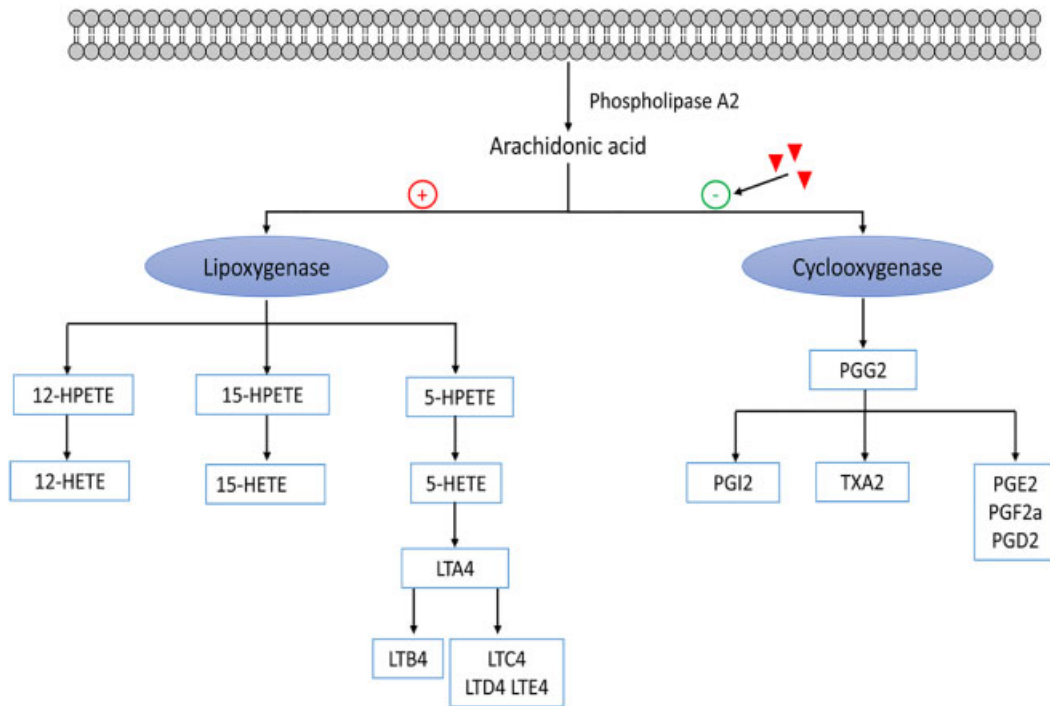 Phospholipase A2
Arachidonic acid
+
-
Lipoxygenase
Cyclooxygenase
12-HPETE
15-HPETE
5-HPETE
PGG2
12-HETE
15-HETE
5-HETE
PGI2
TXA2
PGE2
PGF2a
PGD2
LTA4
LTB4
LTC4
LTD4 LTE4